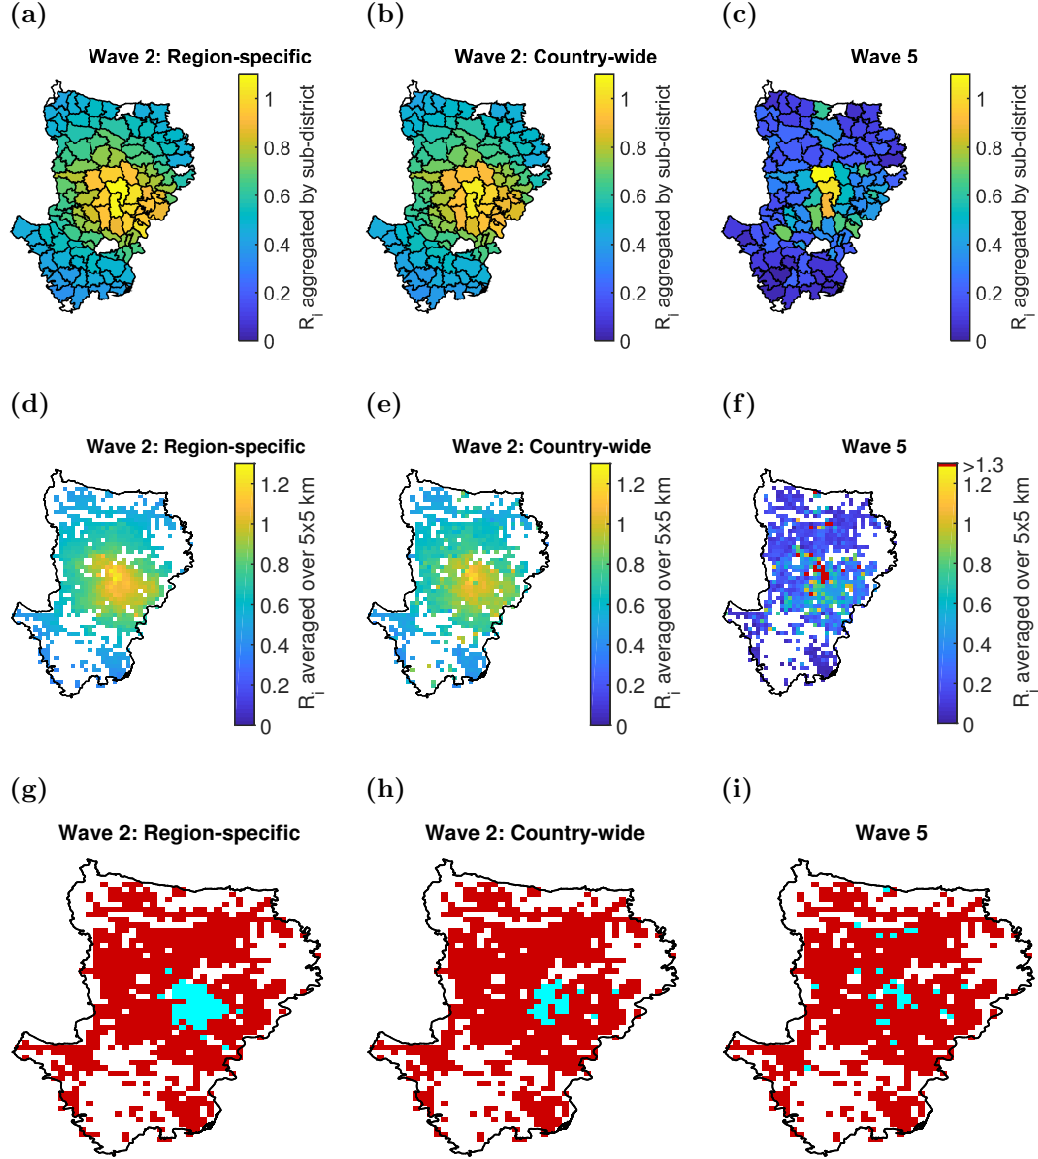 (a)
(b)
(c)
Wave 2: Region-specific
Wave 2: Country-wide
Wave 5
1
0.8
0.6
0.4
0.2
0
R_i aggregated by sub-district
1
0.8
0.6
0.4
0.2
0
R_i aggregated by sub-district
1
0.8
0.6
0.4
0.2
0
R_i aggregated by sub-district
(d)
(e)
(f)
Wave 2: Region-specific
Wave 2: Country-wide
Wave 5
1.2
1
0.8
0.6
0.4
0.2
0
R_i averaged over 5x5 km
1.2
1
0.8
0.6
0.4
0.2
0
R_i averaged over 5x5 km
>1.3
1.2
1
0.8
0.6
0.4
0.2
0
R_i averaged over 5x5 km
(g)
(h)
(i)
Wave 2: Region-specific
Wave 2: Country-wide
Wave 5